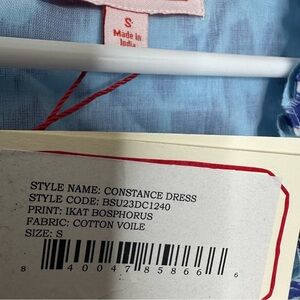 S
Made in
India
STYLE NAME: CONSTANCE DRESS
STYLE CODE: BSU23DC1240
PRINT: IKAT BOSPHORUS
FABRIC: COTTON VOILE
SIZE: S
8 40047 85866 6